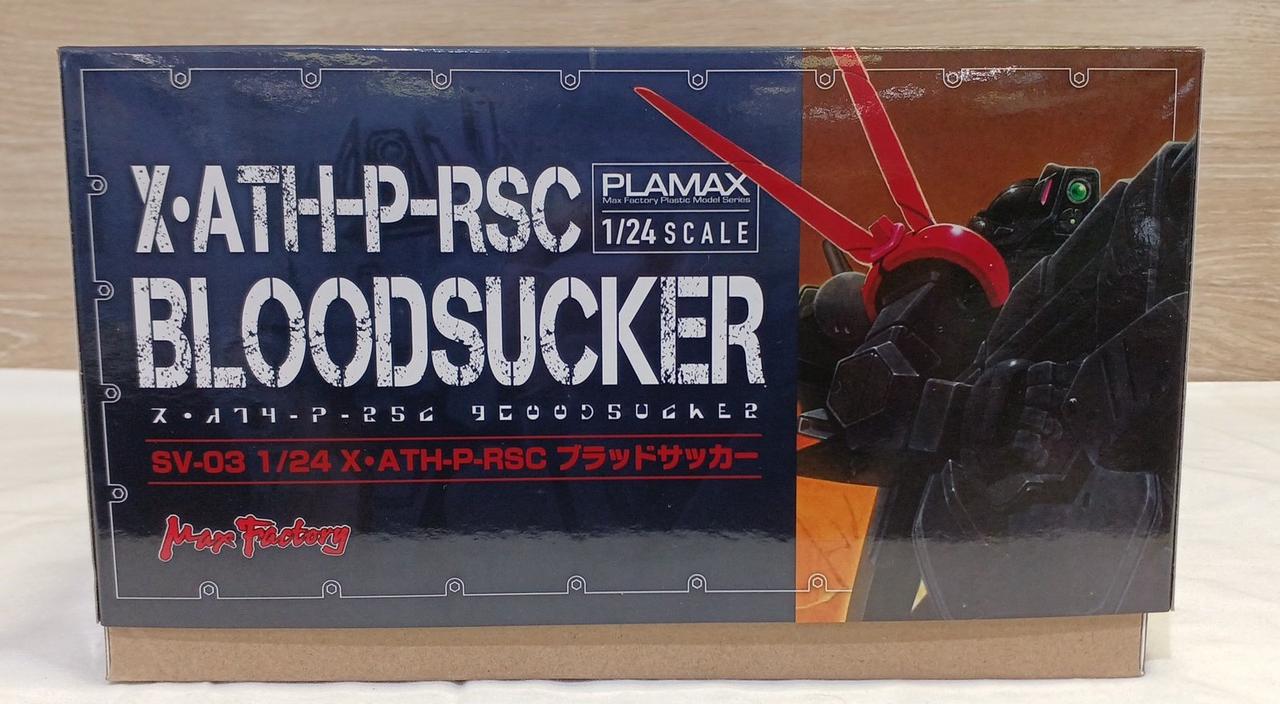 X·ATH-P-RSC
PLAMAX
Max Factory Plastic Model Series
1/24 SCALE
BLOODSUCKER
SV-03 1/24 X·ATH-P-RSC ブラッドサッカー
Max Factory